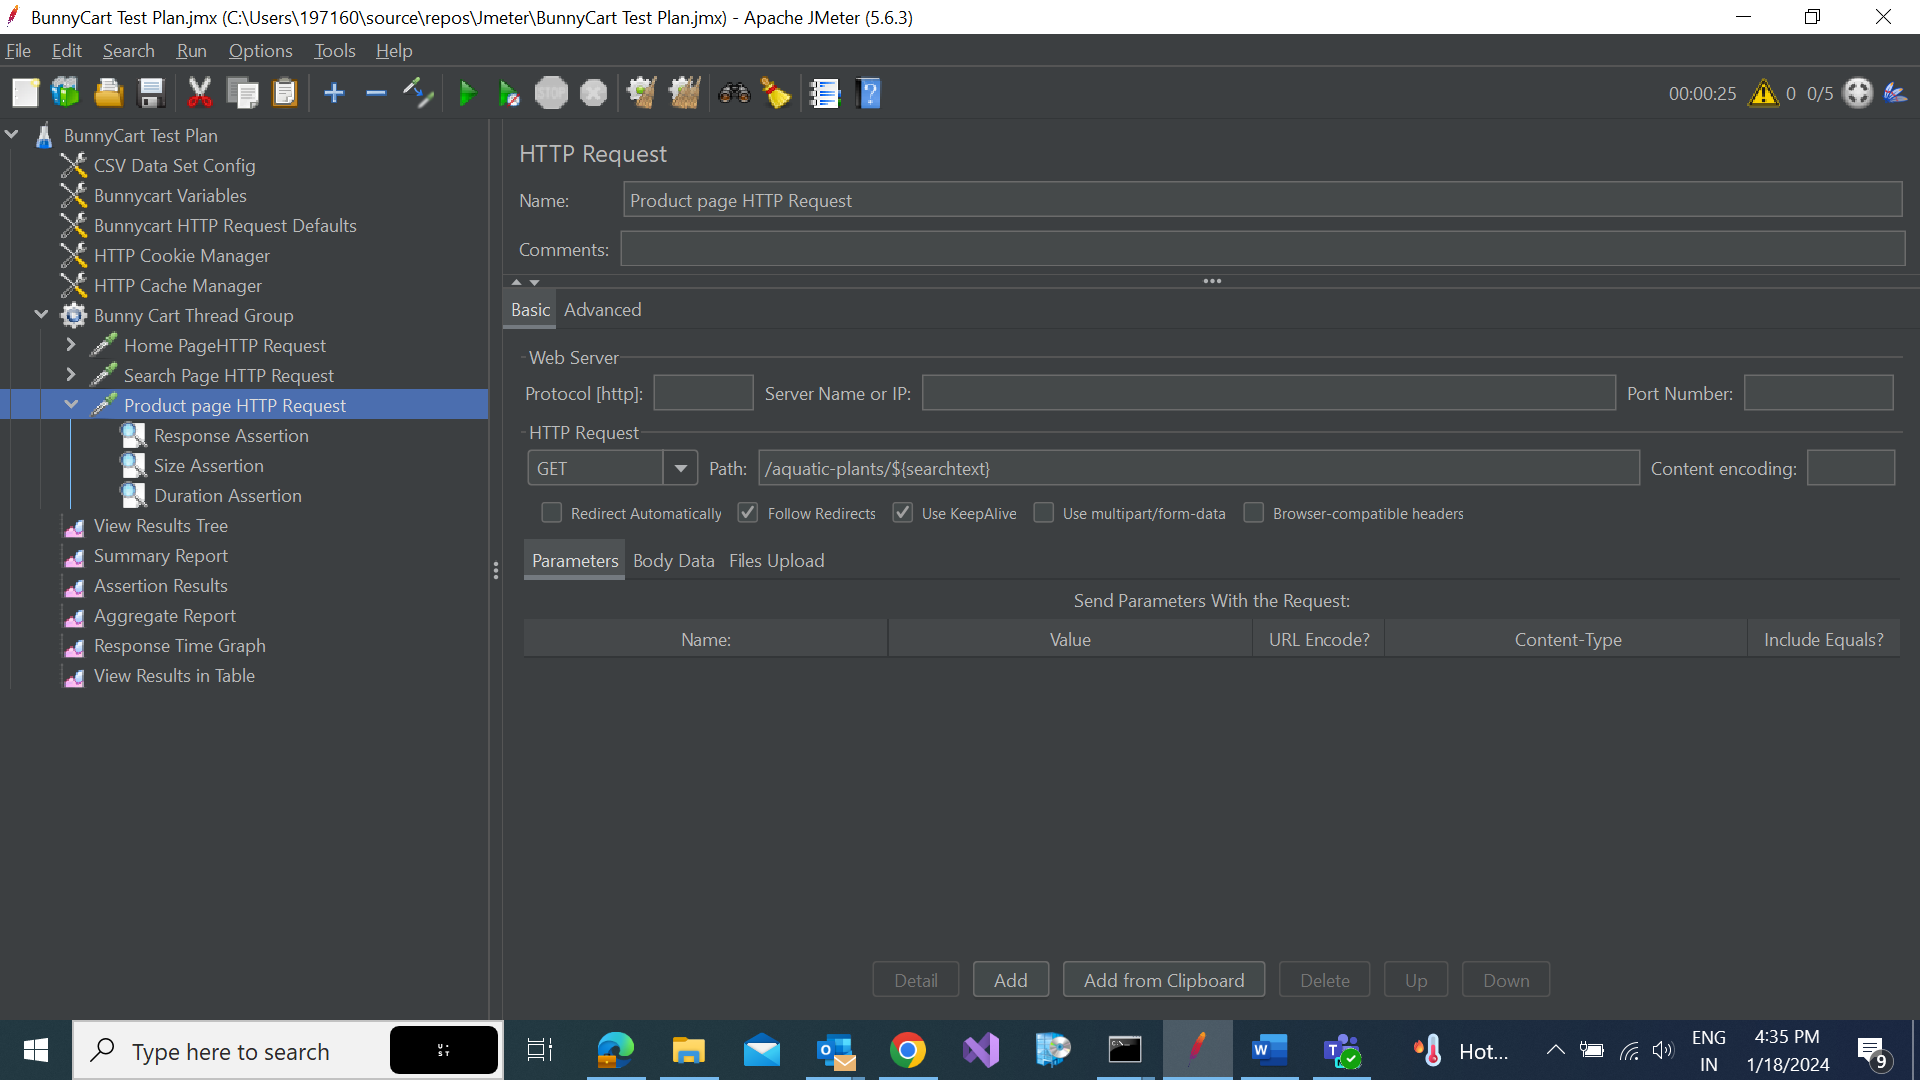 BunnyCart Test Plan.jmx (C:\Users\197160\source\repos\Jmeter\BunnyCart Test Plan.jmx) - Apache JMeter (5.6.3)
File Edit Search Run Options Tools Help
STOP
00:00:25 0 0/5
BunnyCart Test Plan
CSV Data Set Config
Bunnycart Variables
Bunnycart HTTP Request Defaults
HTTP Cookie Manager
HTTP Cache Manager
Bunny Cart Thread Group
Home PageHTTP Request
Search Page HTTP Request
Product page HTTP Request
Response Assertion
Size Assertion
Duration Assertion
View Results Tree
Summary Report
Assertion Results
Aggregate Report
Response Time Graph
View Results in Table
HTTP Request
Name: Product page HTTP Request
Comments:
Basic Advanced
Web Server
Protocol [http]: Server Name or IP: Port Number:
HTTP Request
GET Path: /aquatic-plants/${searchtext} Content encoding:
Redirect Automatically Follow Redirects Use KeepAlive Use multipart/form-data Browser-compatible headers
Parameters Body Data Files Upload
Send Parameters With the Request:
Name: Value URL Encode? Content-Type Include Equals?
Detail Add Add from Clipboard Delete Up Down
Type here to search
Hot...
ENG
IN
4:35 PM
1/18/2024
9